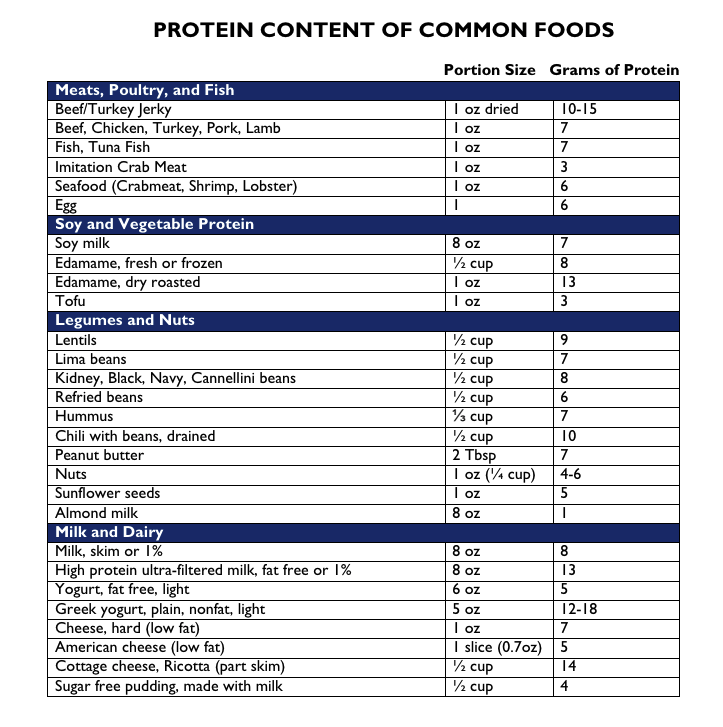 PROTEIN CONTENT OF COMMON FOODS
Portion Size Grams of Protein
Meats, Poultry, and Fish
Beef/Turkey Jerky 1 oz dried 10-15
Beef, Chicken, Turkey, Pork, Lamb 1 oz 7
Fish, Tuna Fish 1 oz 7
Imitation Crab Meat 1 oz 3
Seafood (Crabmeat, Shrimp, Lobster) 1 oz 6
Egg 1 6
Soy and Vegetable Protein
Soy milk 8 oz 7
Edamame, fresh or frozen ½ cup 8
Edamame, dry roasted 1 oz 13
Tofu 1 oz 3
Legumes and Nuts
Lentils ½ cup 9
Lima beans ½ cup 7
Kidney, Black, Navy, Cannellini beans ½ cup 8
Refried beans ½ cup 6
Hummus ⅓ cup 7
Chili with beans, drained ½ cup 10
Peanut butter 2 Tbsp 7
Nuts 1 oz (¼ cup) 4-6
Sunflower seeds 1 oz 5
Almond milk 8 oz 1
Milk and Dairy
Milk, skim or 1% 8 oz 8
High protein ultra-filtered milk, fat free or 1% 8 oz 13
Yogurt, fat free, light 6 oz 5
Greek yogurt, plain, nonfat, light 5 oz 12-18
Cheese, hard (low fat) 1 oz 7
American cheese (low fat) 1 slice (0.7oz) 5
Cottage cheese, Ricotta (part skim) ½ cup 14
Sugar free pudding, made with milk ½ cup 4